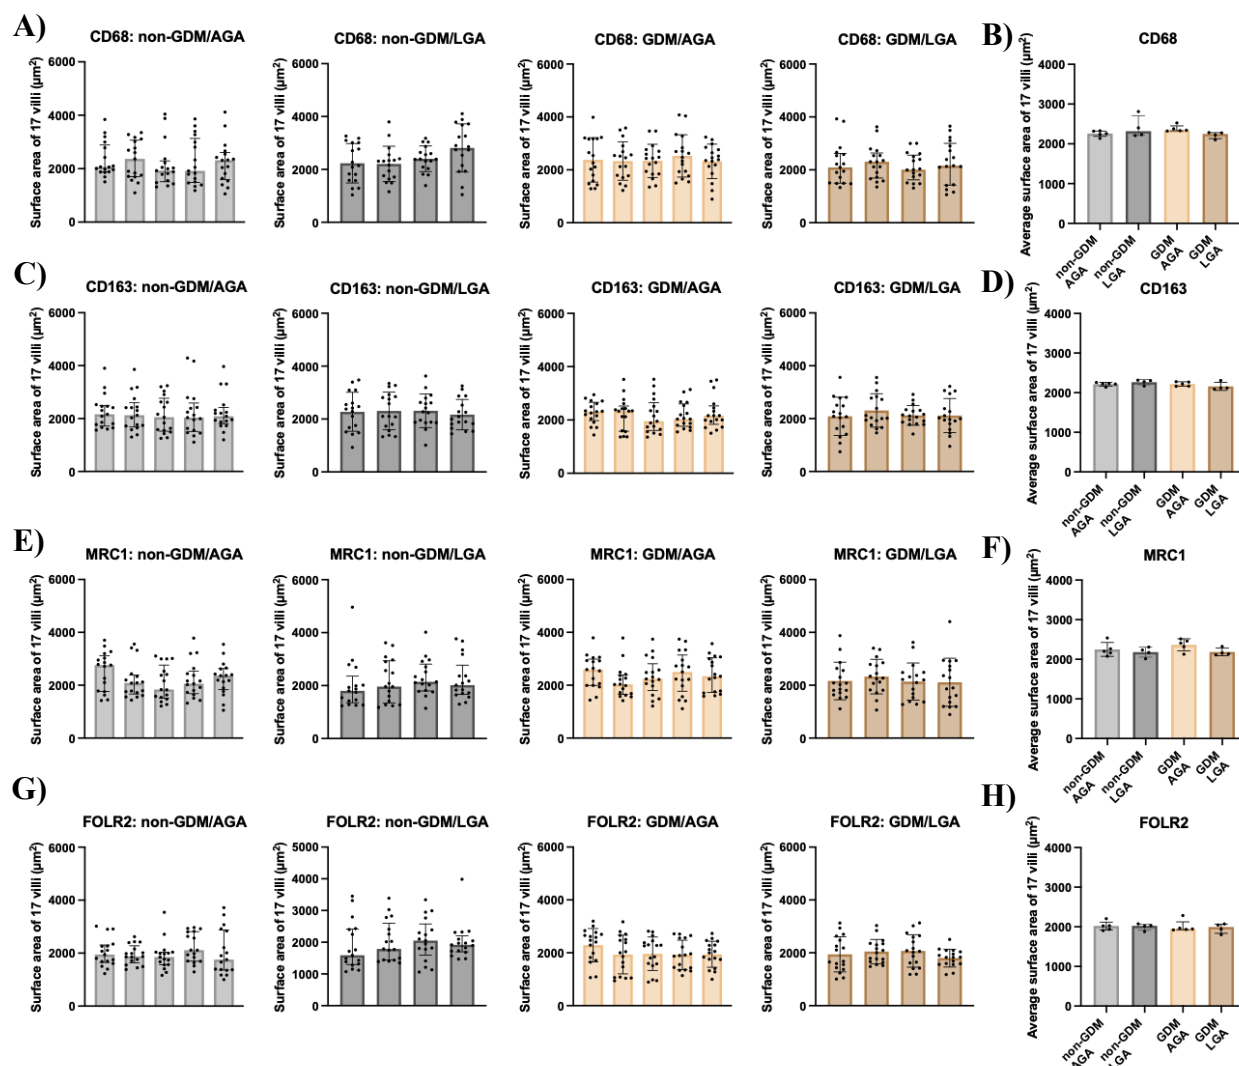 A)
CD68: non-GDM/AGA
Surface area of 17 villi (µm²)
6000
4000
2000
0
CD68: non-GDM/LGA
Surface area of 17 villi (µm²)
6000
4000
2000
0
CD68: GDM/AGA
Surface area of 17 villi (µm²)
6000
4000
2000
0
CD68: GDM/LGA
Surface area of 17 villi (µm²)
6000
4000
2000
0
B)
CD68
Average surface area of 17 villi (µm²)
4000
3000
2000
1000
0
non-GDM
AGA
non-GDM
LGA
GDM
AGA
GDM
LGA
C)
CD163: non-GDM/AGA
Surface area of 17 villi (µm²)
6000
4000
2000
0
CD163: non-GDM/LGA
Surface area of 17 villi (µm²)
6000
4000
2000
0
CD163: GDM/AGA
Surface area of 17 villi (µm²)
6000
4000
2000
0
CD163: GDM/LGA
Surface area of 17 villi (µm²)
6000
4000
2000
0
D)
CD163
Average surface area of 17 villi (µm²)
4000
3000
2000
1000
0
non-GDM
AGA
non-GDM
LGA
GDM
AGA
GDM
LGA
E)
MRC1: non-GDM/AGA
Surface area of 17 villi (µm²)
6000
4000
2000
0
MRC1: non-GDM/LGA
Surface area of 17 villi (µm²)
6000
4000
2000
0
MRC1: GDM/AGA
Surface area of 17 villi (µm²)
6000
4000
2000
0
MRC1: GDM/LGA
Surface area of 17 villi (µm²)
6000
4000
2000
0
F)
MRC1
Average surface area of 17 villi (µm²)
4000
3000
2000
1000
0
non-GDM
AGA
non-GDM
LGA
GDM
AGA
GDM
LGA
G)
FOLR2: non-GDM/AGA
Surface area of 17 villi (µm²)
6000
4000
2000
0
FOLR2: non-GDM/LGA
Surface area of 17 villi (µm²)
5000
4000
3000
2000
1000
0
FOLR2: GDM/AGA
Surface area of 17 villi (µm²)
6000
4000
2000
0
FOLR2: GDM/LGA
Surface area of 17 villi (µm²)
6000
4000
2000
0
H)
FOLR2
Average surface area of 17 villi (µm²)
4000
3000
2000
1000
0
non-GDM
AGA
non-GDM
LGA
GDM
AGA
GDM
LGA